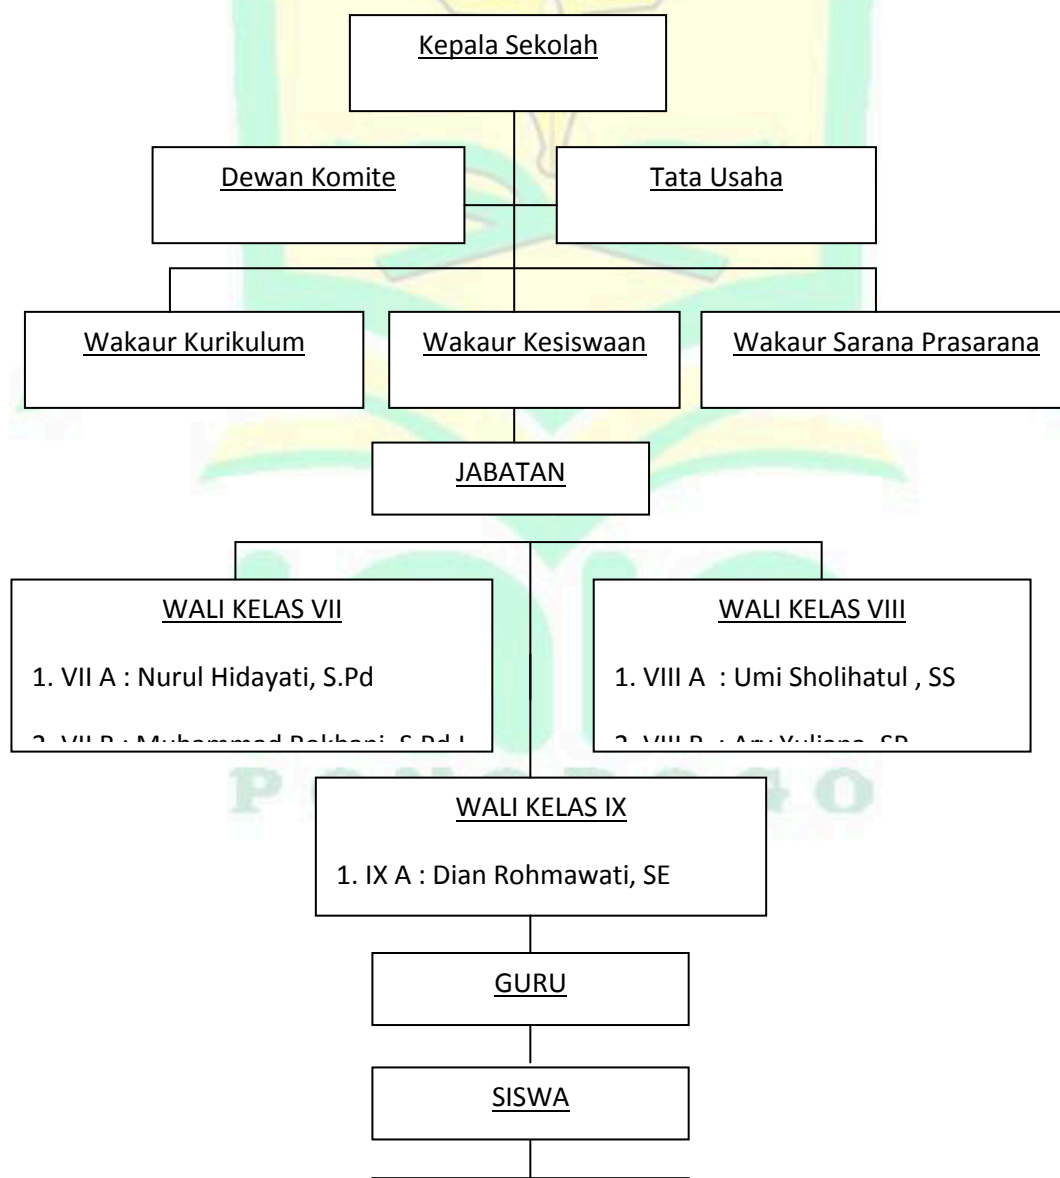 Kepala Sekolah
Dewan Komite
Tata Usaha
Wakaur Kurikulum
Wakaur Kesiswaan
Wakaur Sarana Prasarana
JABATAN
WALI KELAS VII
1. VII A : Nurul Hidayati, S.Pd
WALI KELAS VIII
1. VIII A : Umi Sholihatul , SS
WALI KELAS IX
1. IX A : Dian Rohmawati, SE
GURU
SISWA